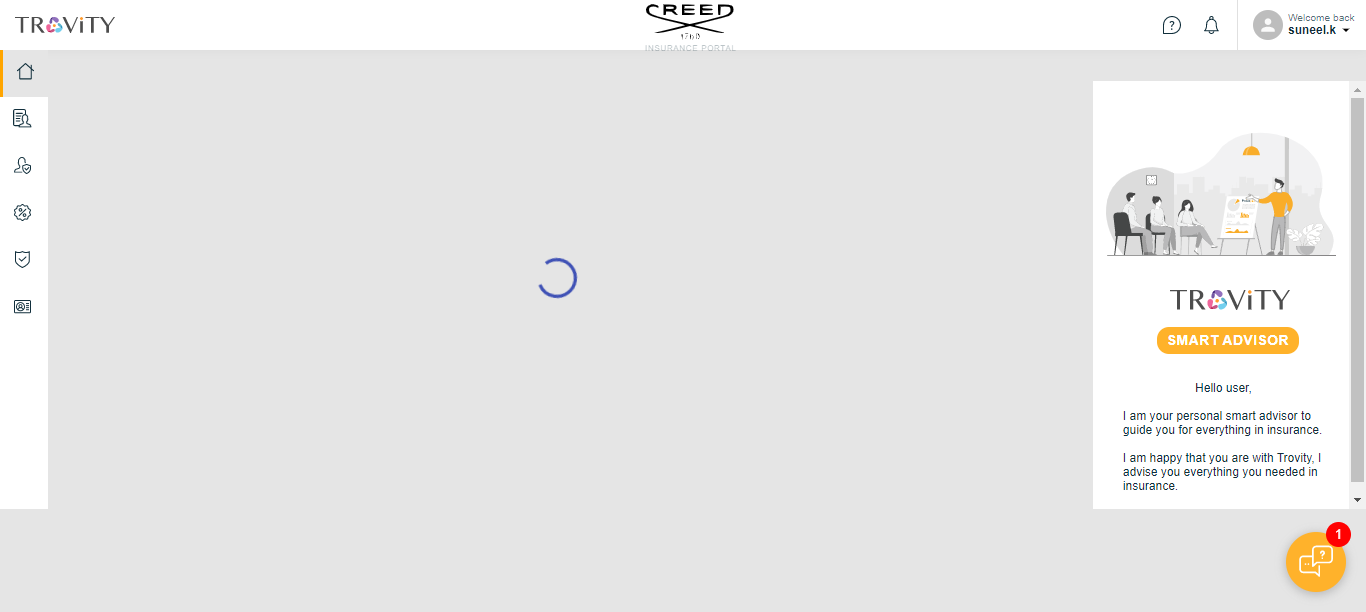 TROViTY
CREED
1760
INSURANCE PORTAL
?
Welcome back
suneel.k
TROViTY
SMART ADVISOR
Hello user,
I am your personal smart advisor to
guide you for everything in insurance.
I am happy that you are with Trovity, I
advise you everything you needed in
insurance.
1
?